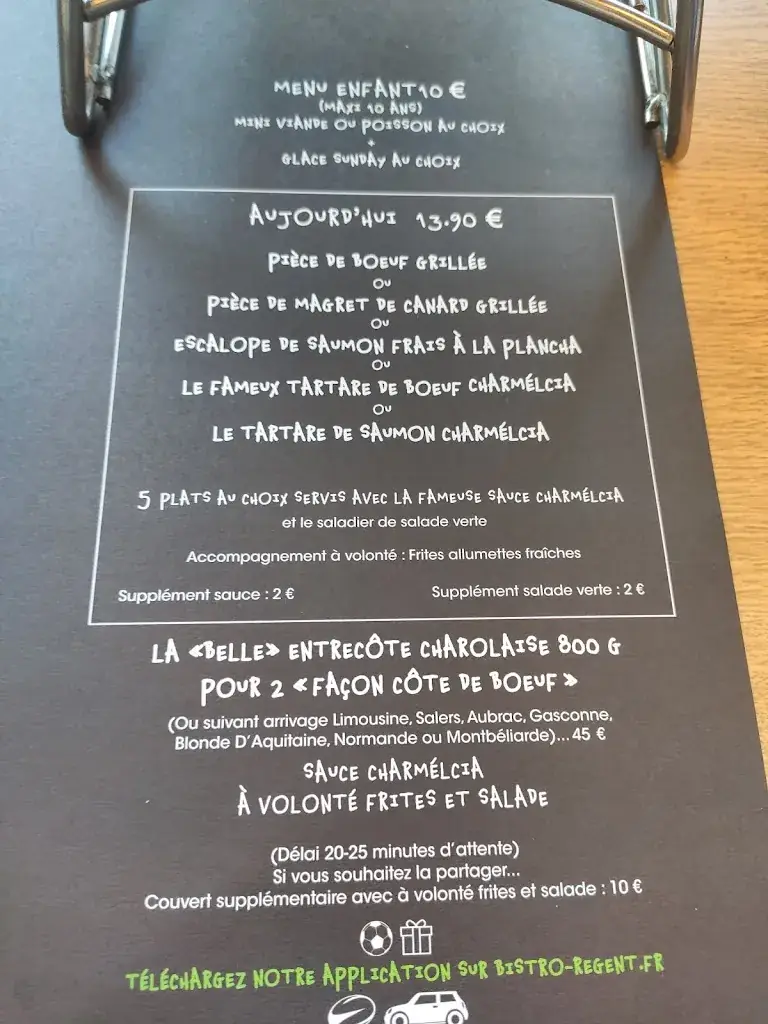 MENU ENFANT 10 €
(MAXI 10 ANS)
MINI VIANDE OU POISSON AU CHOIX
+
GLACE SUNDAY AU CHOIX
AUJOURD'HUI 13.90 €
PIÈCE DE BOEUF GRILLÉE
OU
PIÈCE DE MAGRET DE CANARD GRILLÉE
OU
ESCALOPE DE SAUMON FRAIS À LA PLANCHA
OU
LE FAMEUX TARTARE DE BOEUF CHARMÉLCIA
OU
LE TARTARE DE SAUMON CHARMÉLCIA
5 PLATS AU CHOIX SERVIS AVEC LA FAMEUSE SAUCE CHARMÉLCIA
et le saladier de salade verte
Accompagnement à volonté : Frites allumettes fraîches
Supplément sauce : 2 € Supplément salade verte : 2 €
LA «BELLE» ENTRECÔTE CHAROLAISE 800 G
POUR 2 « FAÇON CÔTE DE BOEUF »
(Ou suivant arrivage Limousine, Salers, Aubrac, Gasconne,
Blonde D'Aquitaine, Normande ou Montbéliarde)... 45 €
SAUCE CHARMÉLCIA
À VOLONTÉ FRITES ET SALADE
(Délai 20-25 minutes d'attente)
Si vous souhaitez la partager...
Couvert supplémentaire avec à volonté frites et salade : 10 €
TÉLÉCHARGEZ NOTRE APPLICATION SUR BISTRO-REGENT.FR